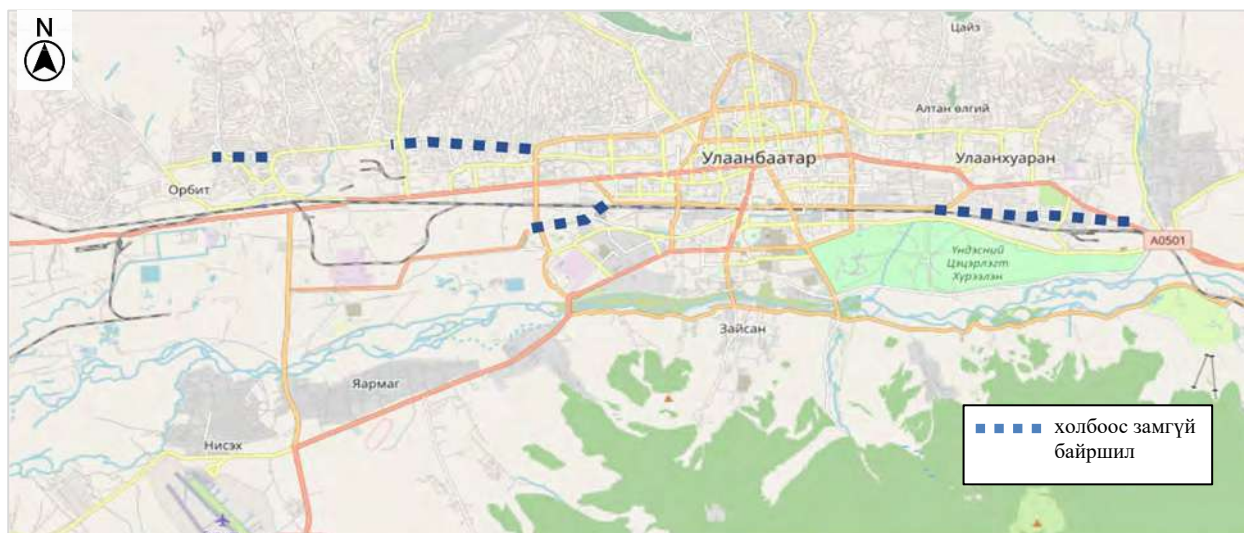 N
Цайз
Алтан өлгий
Улаанбаатар
Улаанхуаран
Орбит
A0501
Үндэсний
Цэцэрлэгт
Хүрээлэн
Зайсан
Яармаг
Нисэх
холбоос замгүй
байршил